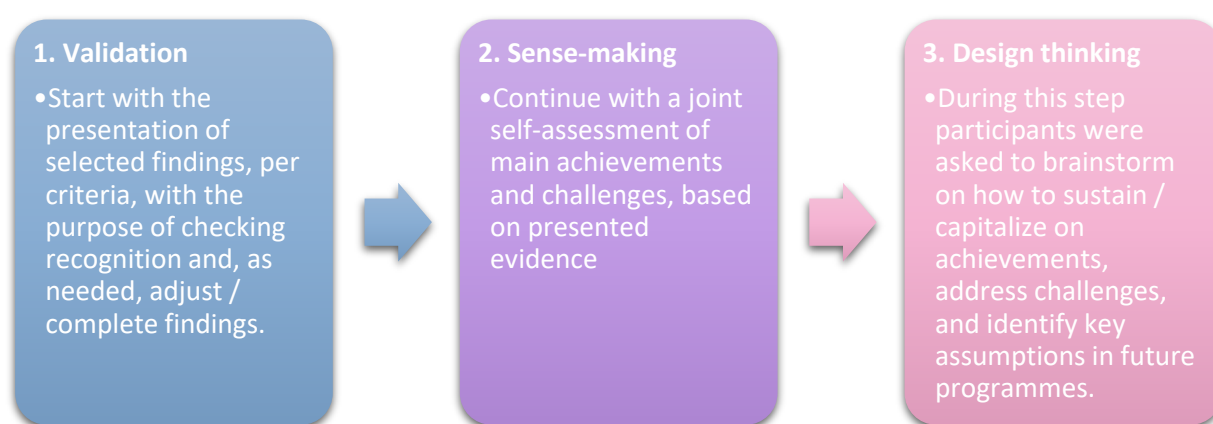 1. Validation
•Start with the
presentation of
selected findings, per
criteria, with the
purpose of checking
recognition and, as
needed, adjust /
complete findings.
2. Sense-making
•Continue with a joint
self-assessment of
main achievements
and challenges, based
on presented
evidence
3. Design thinking
•During this step
participants were
asked to brainstorm
on how to sustain /
capitalize on
achievements,
address challenges,
and identify key
assumptions in future
programmes.